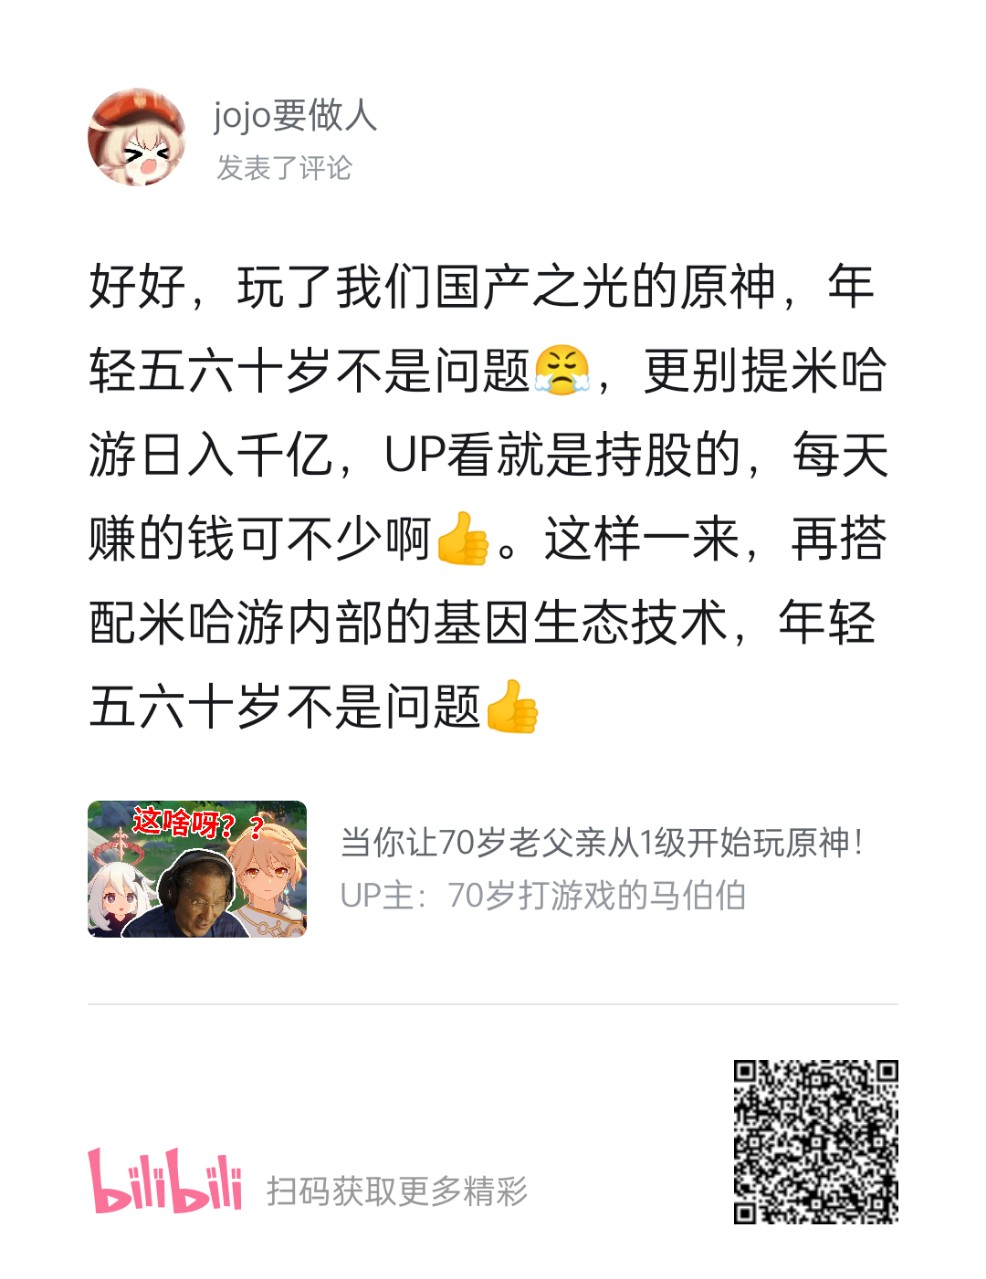 jojo要做人
发表了评论
好好，玩了我们国产之光的原神，年
轻五六十岁不是问题😤，更别提米哈
游日入千亿，UP看就是持股的，每天
赚的钱可不少啊👍。这样一来，再搭
配米哈游内部的基因生态技术，年轻
五六十岁不是问题👍
这啥呀？？
当你让70岁老父亲从1级开始玩原神！
UP主：70岁打游戏的马伯伯
bilibili 扫码获取更多精彩